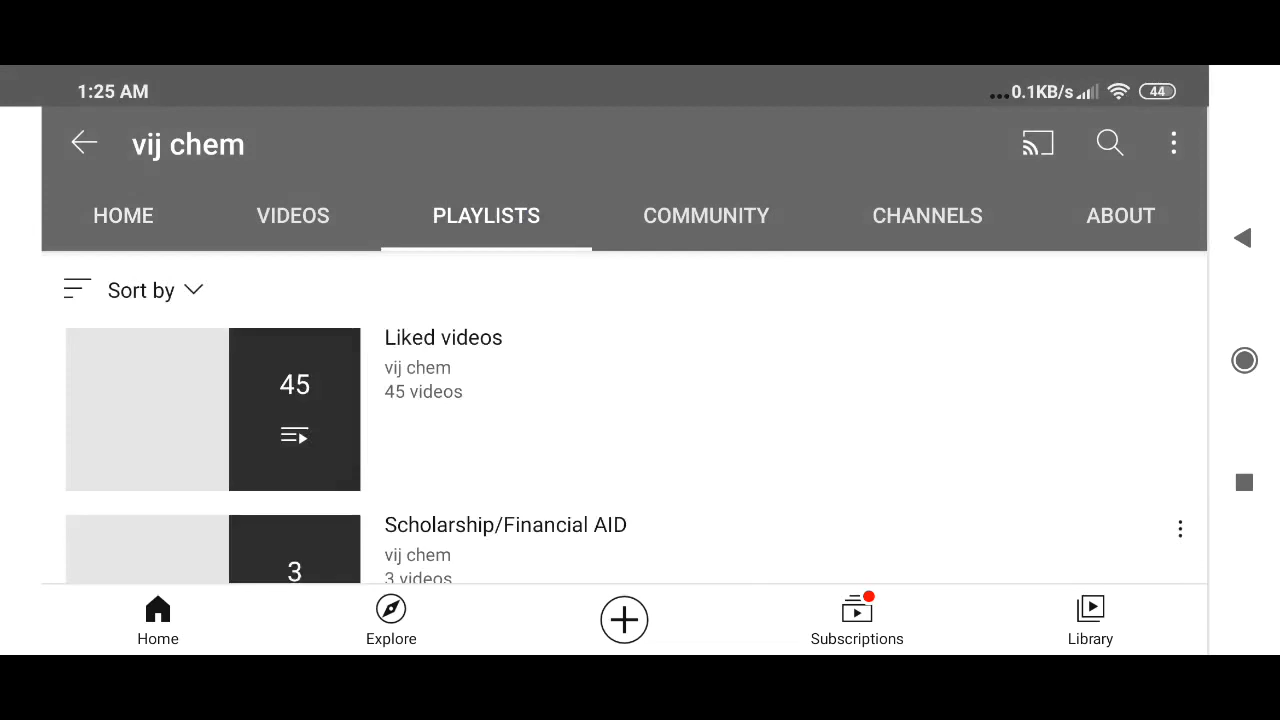 1:25 AM ...0.1KB/s 44
vij chem
HOME VIDEOS PLAYLISTS COMMUNITY CHANNELS ABOUT
Sort by
45
Liked videos
vij chem
45 videos
3
Scholarship/Financial AID
vij chem
3 videos
Home Explore Subscriptions Library